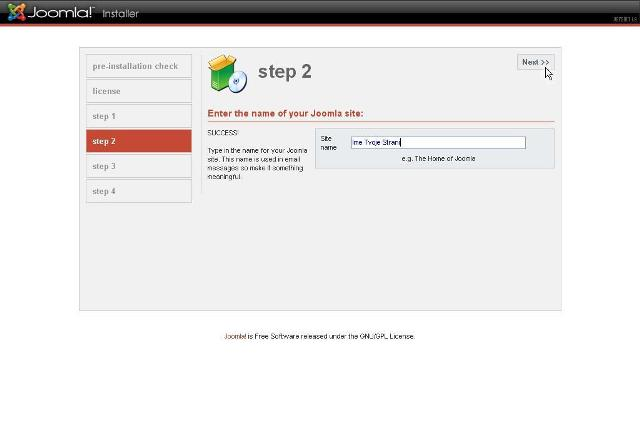 Joomla! Installer
pre-installation check
license
step 1
step 2
step 3
step 4
step 2
Next >>
Enter the name of your Joomla site:
SUCCESS!
Type in the name for your Joomla
site. This name is used in email
messages so make it something
meaningful.
Site
name
me Tvoje Strani
e.g. The Home of Joomla
Joomla! is Free Software released under the GNU/GPL License.